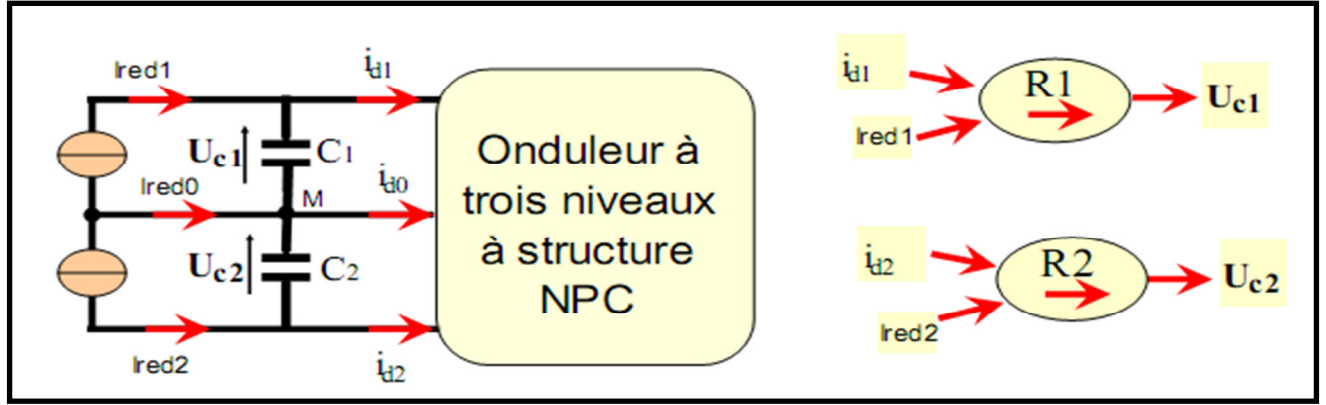 Ired1
id1
Uc1
C1
Ired0
M
id0
Uc2
C2
Ired2
id2
Onduleur à
trois niveaux
à structure
NPC
id1
Ired1
R1
Uc1
id2
Ired2
R2
Uc2